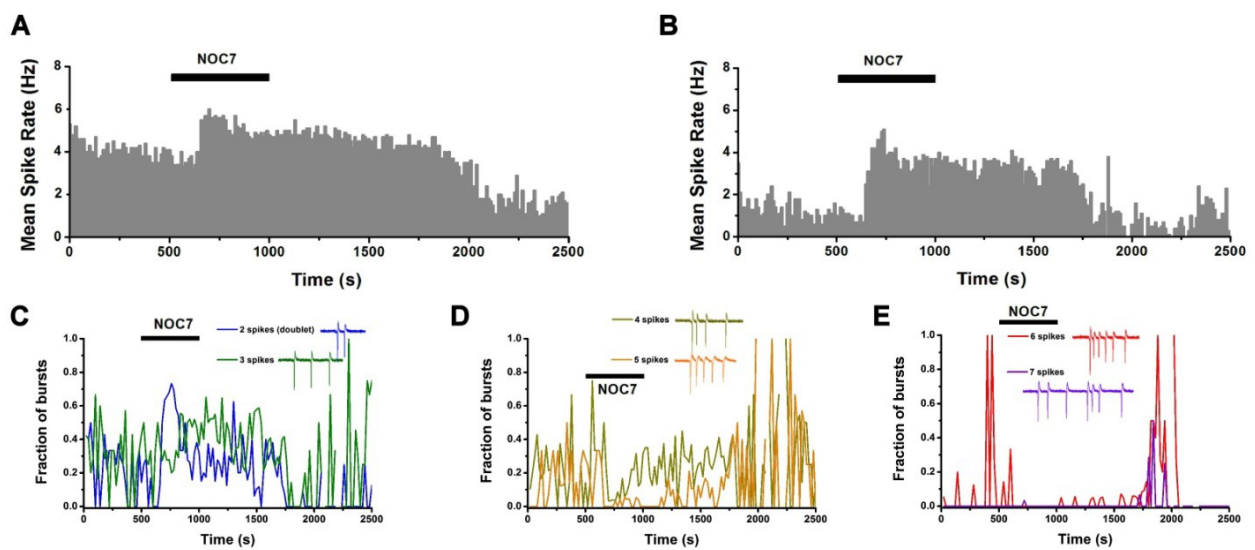 A
NOC7
Mean Spike Rate (Hz)
8
6
4
2
0
0 500 1000 1500 2000 2500
Time (s)
B
NOC7
Mean Spike Rate (Hz)
8
6
4
2
0
0 500 1000 1500 2000 2500
Time (s)
C
NOC7
2 spikes (doublet)
3 spikes
Fraction of bursts
1.0
0.8
0.6
0.4
0.2
0.0
0 500 1000 1500 2000 2500
Time (s)
D
4 spikes
5 spikes
NOC7
Fraction of bursts
1.0
0.8
0.6
0.4
0.2
0.0
0 500 1000 1500 2000 2500
Time (s)
E
NOC7
6 spikes
7 spikes
Fraction of bursts
1.0
0.8
0.6
0.4
0.2
0.0
0 500 1000 1500 2000 2500
Time (s)